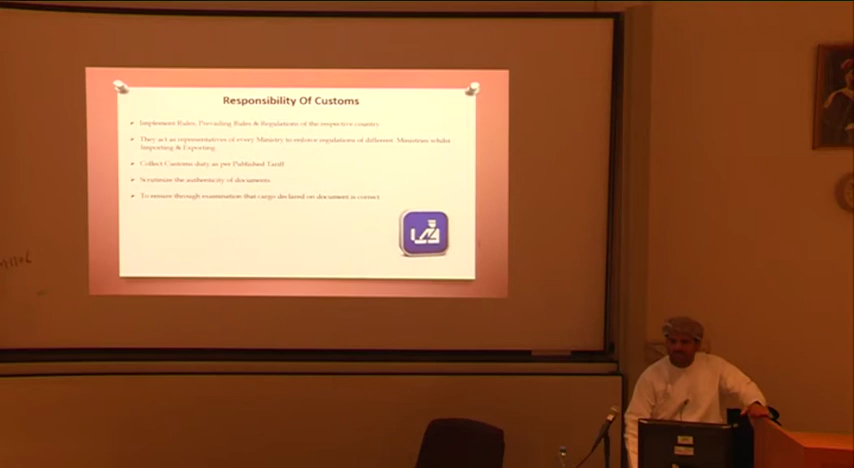 Responsibility Of Customs
Implement Rules, Prevailing Rules & Regulations of the respective country
They act as representatives of every Ministry to enforce regulations of different Ministries whilst
Importing & Exporting
Collect Customs duty as per Published Tariff
Scrutinize the authenticity of documents
To ensure through examination that cargo declared on document is correct